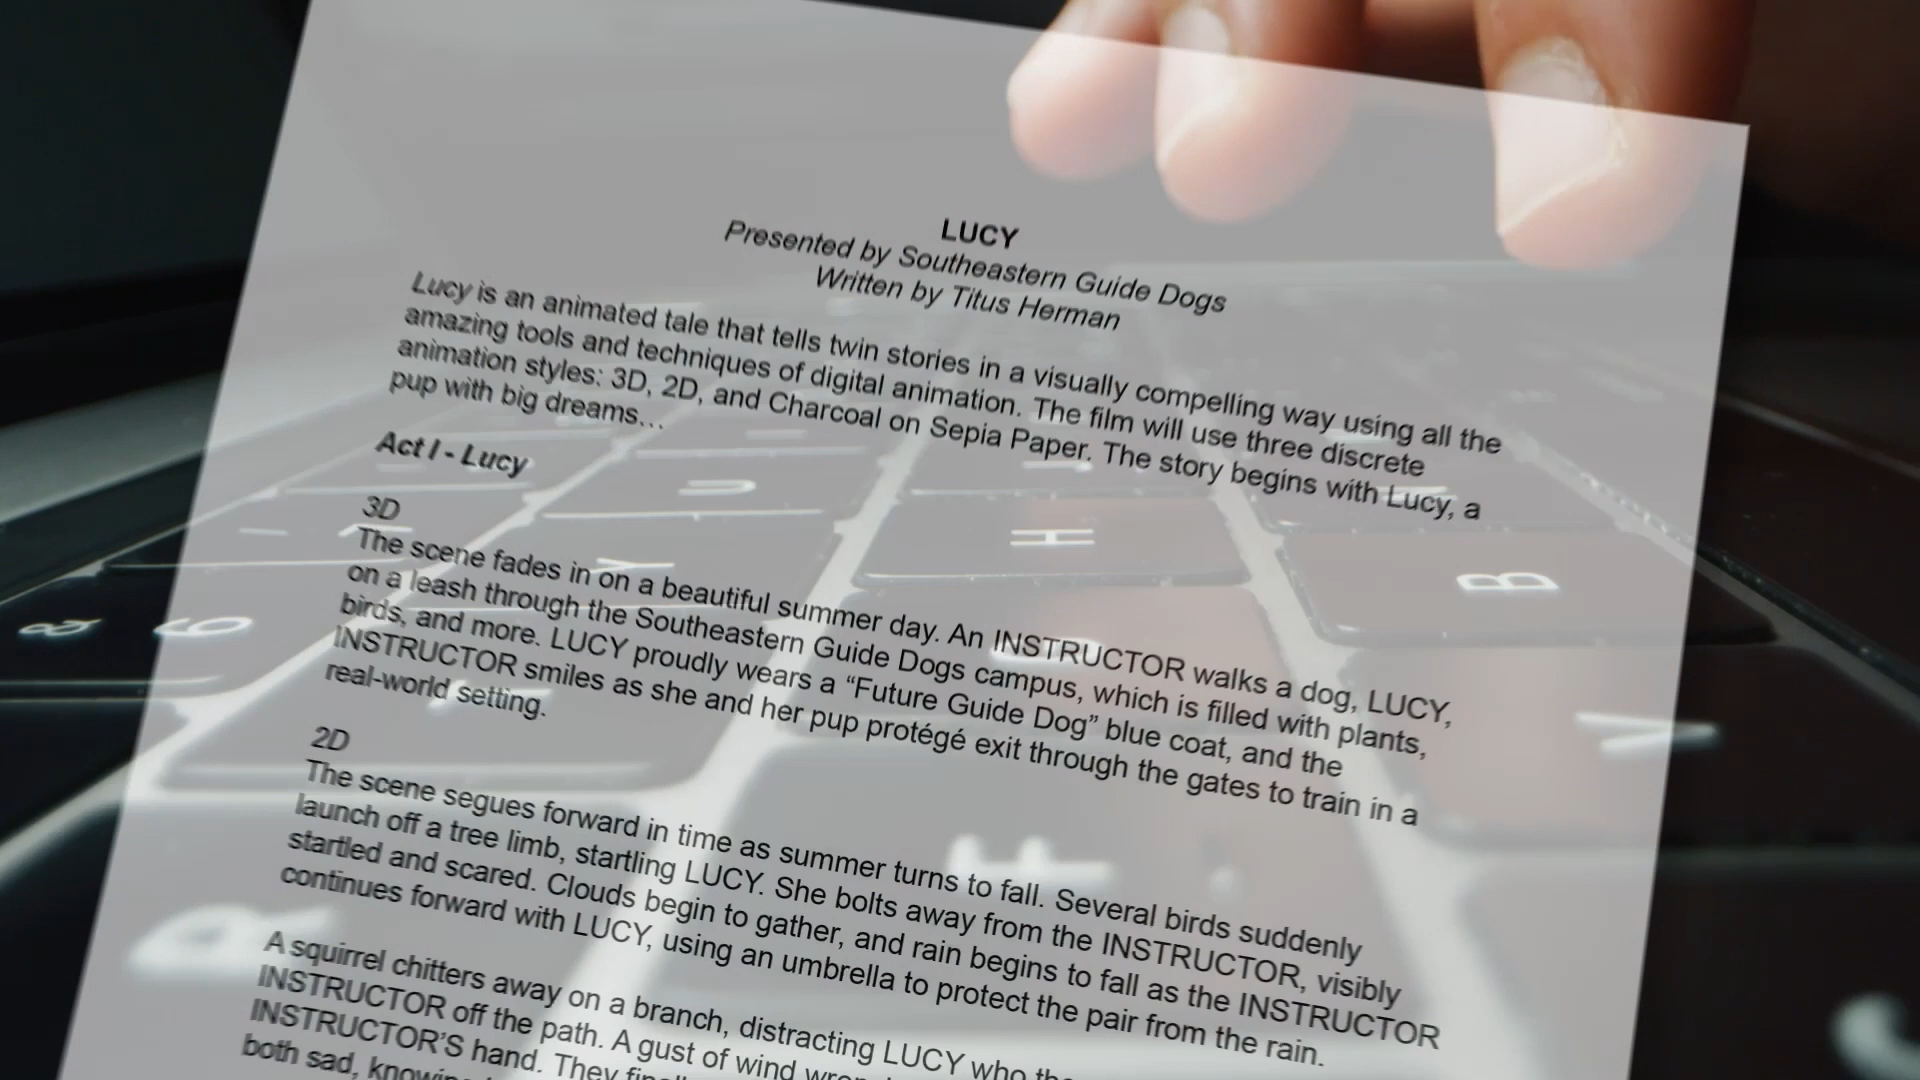 LUCY
Presented by Southeastern Guide Dogs
Written by Titus Herman
Lucy is an animated tale that tells twin stories in a visually compelling way using all the
amazing tools and techniques of digital animation. The film will use three discrete
animation styles: 3D, 2D, and Charcoal on Sepia Paper. The story begins with Lucy, a
pup with big dreams…
Act I - Lucy
3D
The scene fades in on a beautiful summer day. An INSTRUCTOR walks a dog, LUCY,
on a leash through the Southeastern Guide Dogs campus, which is filled with plants,
birds, and more. LUCY proudly wears a “Future Guide Dog” blue coat, and the
INSTRUCTOR smiles as she and her pup protégé exit through the gates to train in a
real-world setting.
2D
The scene segues forward in time as summer turns to fall. Several birds suddenly
launch off a tree limb, startling LUCY. She bolts away from the INSTRUCTOR, visibly
startled and scared. Clouds begin to gather, and rain begins to fall as the INSTRUCTOR
continues forward with LUCY, using an umbrella to protect the pair from the rain.
A squirrel chitters away on a branch, distracting LUCY who
INSTRUCTOR off the path. A gust of wind
INSTRUCTOR’S hand. They
both sad,
U
Y
H
B
8
6
V